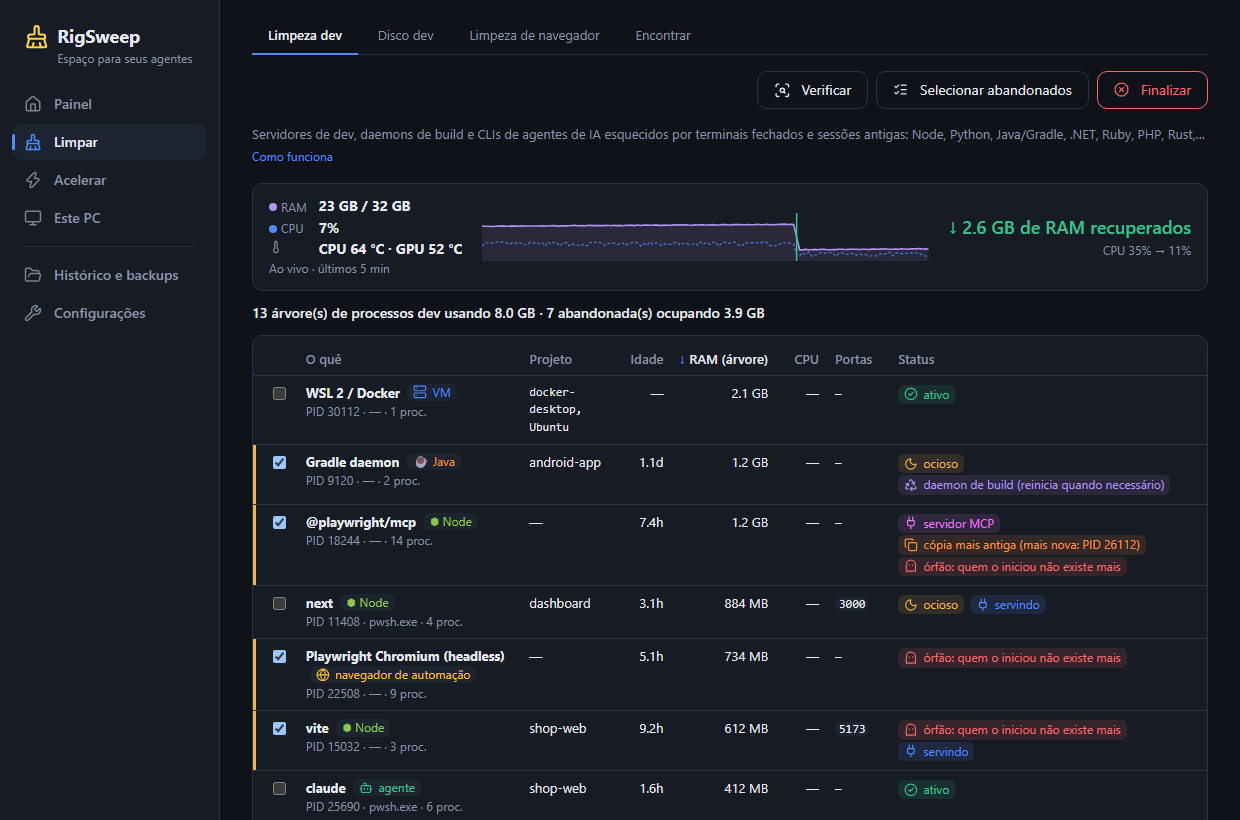 RigSweep
Espaço para seus agentes
Painel
Limpar
Acelerar
Este PC
Histórico e backups
Configurações
Limpeza dev Disco dev Limpeza de navegador Encontrar
Verificar Selecionar abandonados Finalizar
Servidores de dev, daemons de build e CLIs de agentes de IA esquecidos por terminais fechados e sessões antigas: Node, Python, Java/Gradle, .NET, Ruby, PHP, Rust,...
Como funciona
RAM 23 GB / 32 GB
CPU 7%
CPU 64 °C · GPU 52 °C
Ao vivo · últimos 5 min
↓ 2.6 GB de RAM recuperados
CPU 35% → 11%
13 árvore(s) de processos dev usando 8.0 GB · 7 abandonada(s) ocupando 3.9 GB
O quê Projeto Idade ↓ RAM (árvore) CPU Portas Status
WSL 2 / Docker VM docker-desktop, Ubuntu — 2.1 GB — – ativo
PID 30112 · — · 1 proc.
Gradle daemon Java android-app 1.1d 1.2 GB — – ocioso
PID 9120 · — · 2 proc. daemon de build (reinicia quando necessário)
@playwright/mcp Node — 7.4h 1.2 GB — – servidor MCP
PID 18244 · — · 14 proc. cópia mais antiga (mais nova: PID 26112)
órfão: quem o iniciou não existe mais
next Node dashboard 3.1h 884 MB — 3000 ocioso servindo
PID 11408 · pwsh.exe · 4 proc.
Playwright Chromium (headless) — 5.1h 734 MB — – órfão: quem o iniciou não existe mais
navegador de automação
PID 22508 · — · 9 proc.
vite Node shop-web 9.2h 612 MB — 5173 órfão: quem o iniciou não existe mais
PID 15032 · — · 3 proc. servindo
claude agente shop-web 1.6h 412 MB — – ativo
PID 25690 · pwsh.exe · 6 proc.